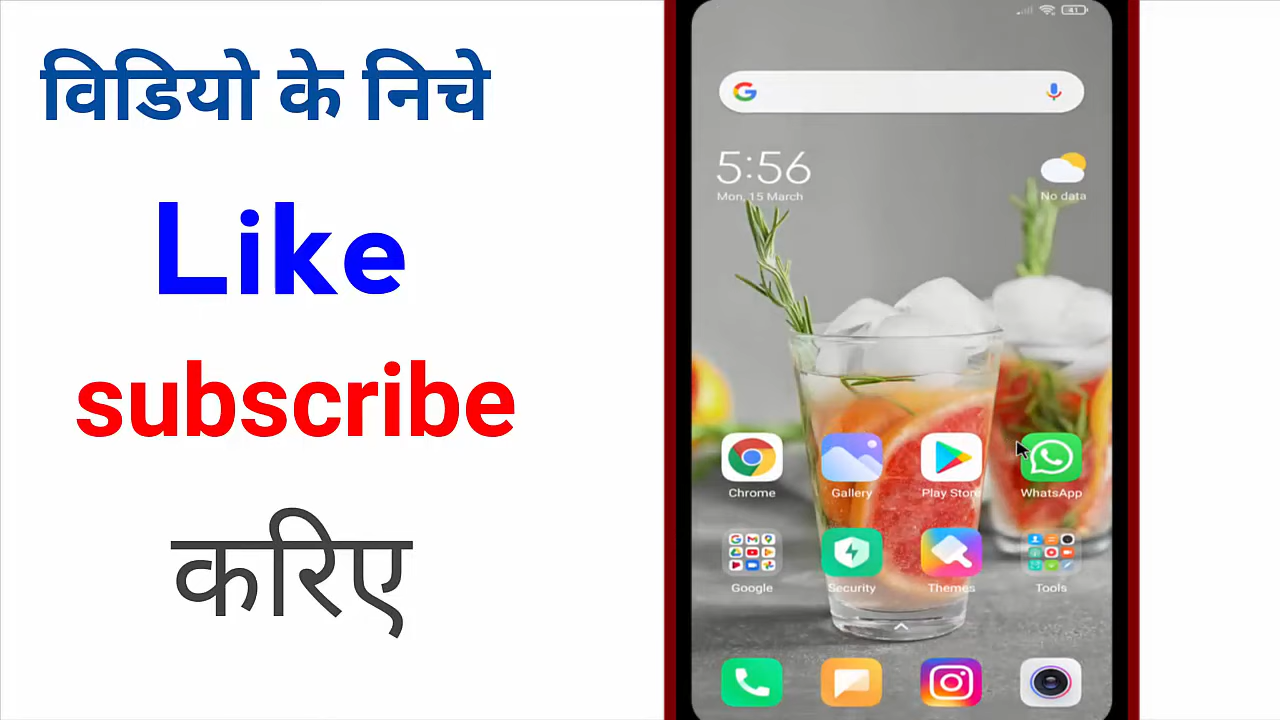 विडियो के निचे
Like
subscribe
करिए
41
5:56
Mon, 15 March
No data
Chrome
Gallery
Play Store
WhatsApp
Google
Security
Themes
Tools